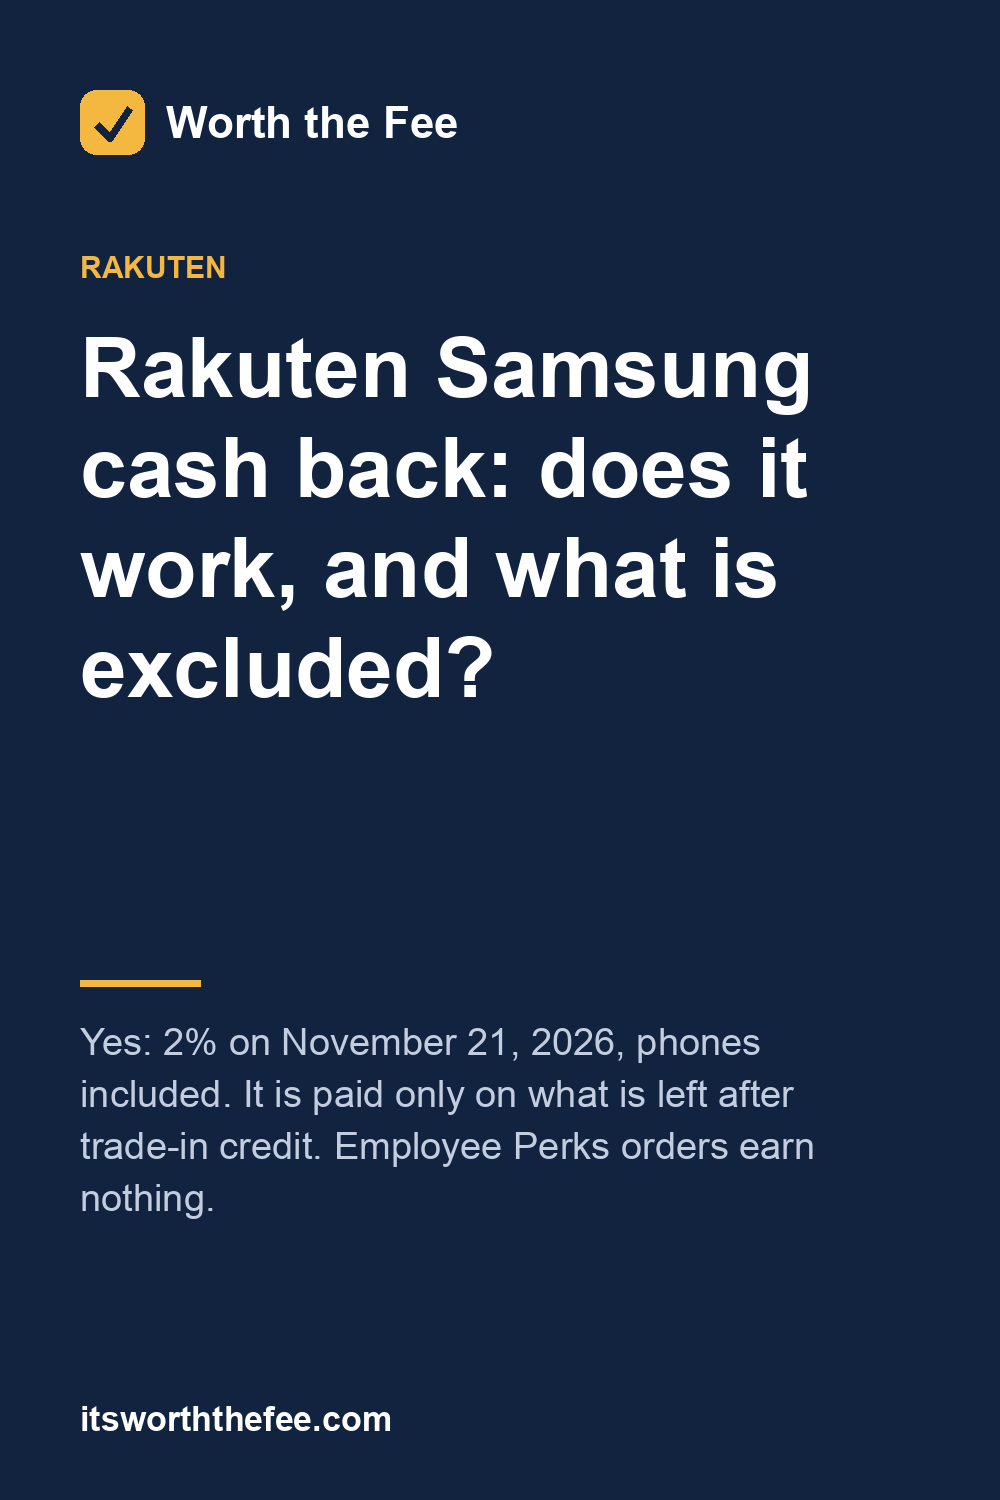 Worth the Fee
RAKUTEN
Rakuten Samsung
cash back: does it
work, and what is
excluded?
Yes: 2% on November 21, 2026, phones
included. It is paid only on what is left after
trade-in credit. Employee Perks orders earn
nothing.
itsworththefee.com